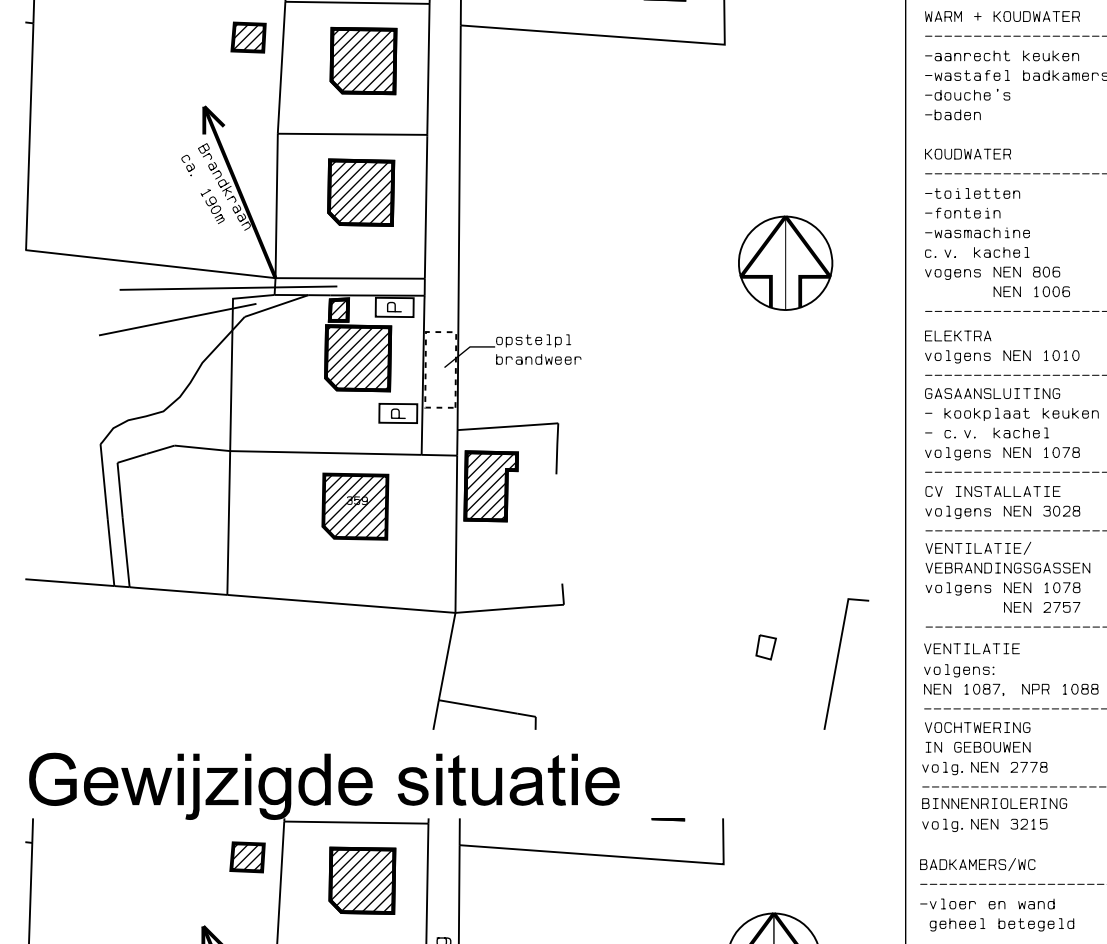 Brandkraan
ca. 190m
P
opstelpl
brandweer
P
359
Gewijzigde situatie
WARM + KOUDWATER
-aanrecht keuken
-wastafel badkamers
-douche's
-baden
KOUDWATER
-toiletten
-fontein
-wasmachine
c.v. kachel
vogens NEN 806
NEN 1006
ELEKTRA
volgens NEN 1010
GASAANSLUITING
- kookplaat keuken
- c.v. kachel
volgens NEN 1078
CV INSTALLATIE
volgens NEN 3028
VENTILATIE/
VEBRANDINGSGASSEN
volgens NEN 1078
NEN 2757
VENTILATIE
volgens:
NEN 1087, NPR 1088
VOCHTWERING
IN GEBOUWEN
volg. NEN 2778
BINNENRIOLERING
volg. NEN 3215
BADKAMERS/WC
-vloer en wand
geheel betegeld